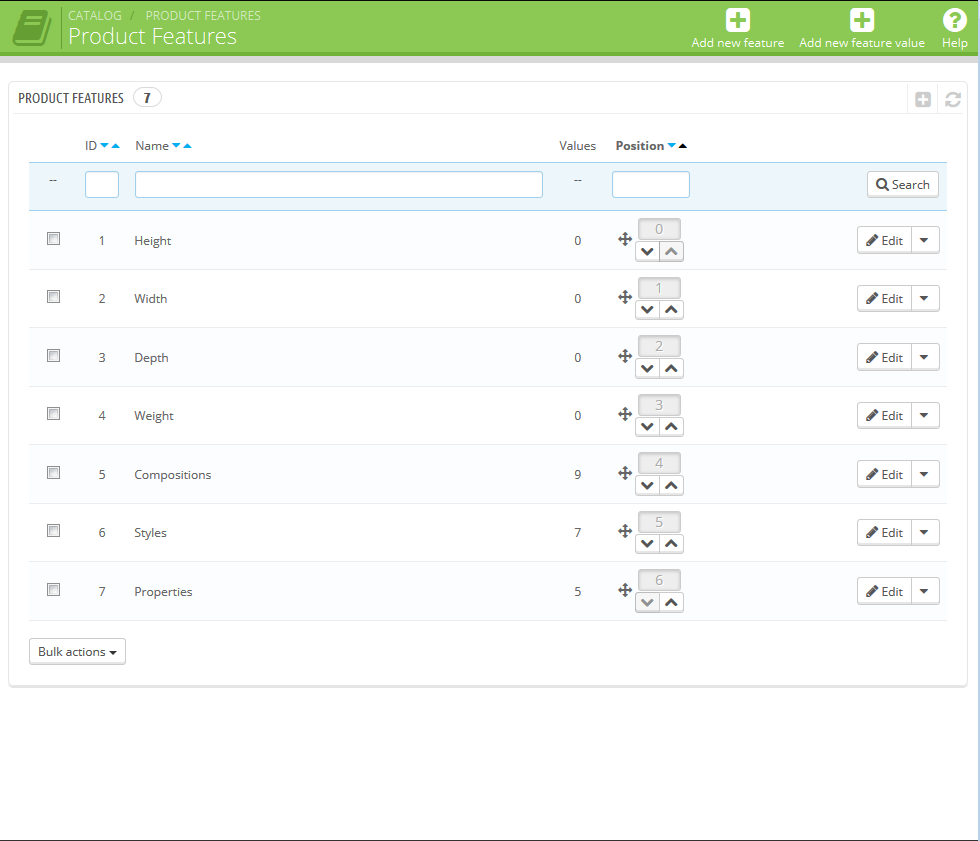 CATALOG / PRODUCT FEATURES
Product Features
Add new feature Add new feature value Help
PRODUCT FEATURES 7
ID Name Values Position
-- -- Search
1 Height 0 0 Edit
2 Width 0 1 Edit
3 Depth 0 2 Edit
4 Weight 0 3 Edit
5 Compositions 9 4 Edit
6 Styles 7 5 Edit
7 Properties 5 6 Edit
Bulk actions